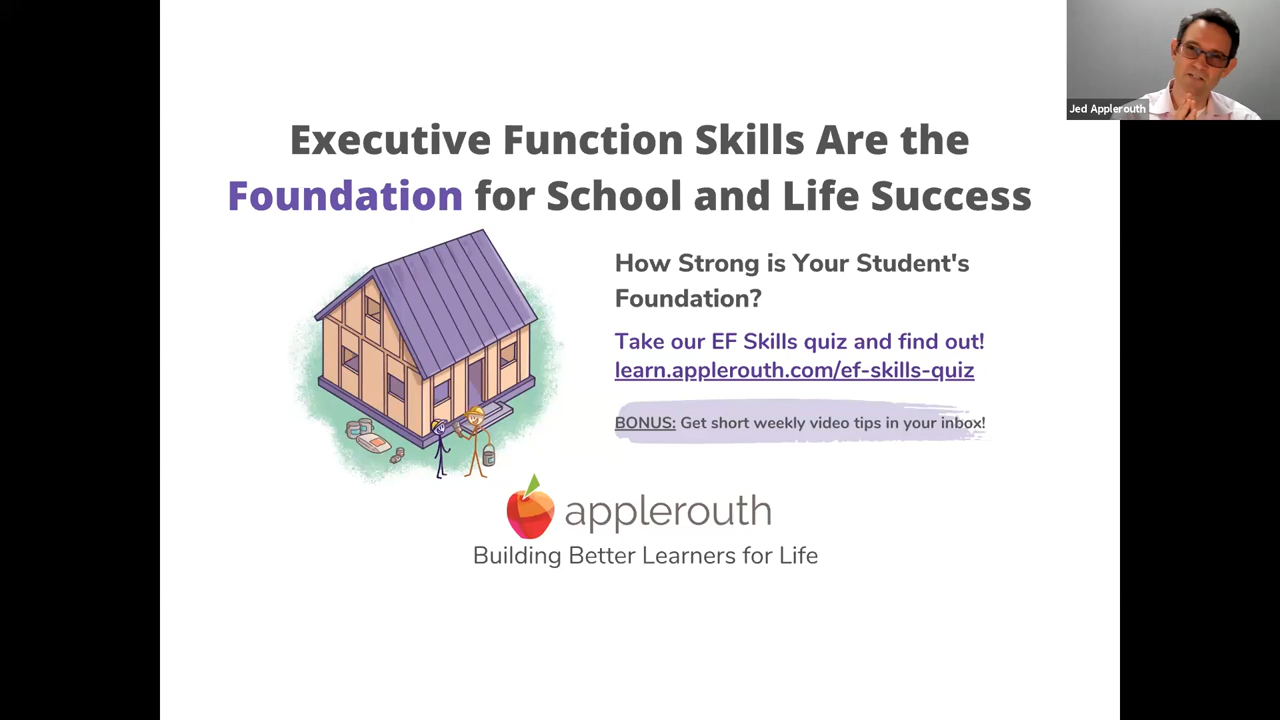 Jed Applerouth
Executive Function Skills Are the
Foundation for School and Life Success
How Strong is Your Student's
Foundation?
Take our EF Skills quiz and find out!
learn.applerouth.com/ef-skills-quiz
BONUS: Get short weekly video tips in your inbox!
applerouth
Building Better Learners for Life